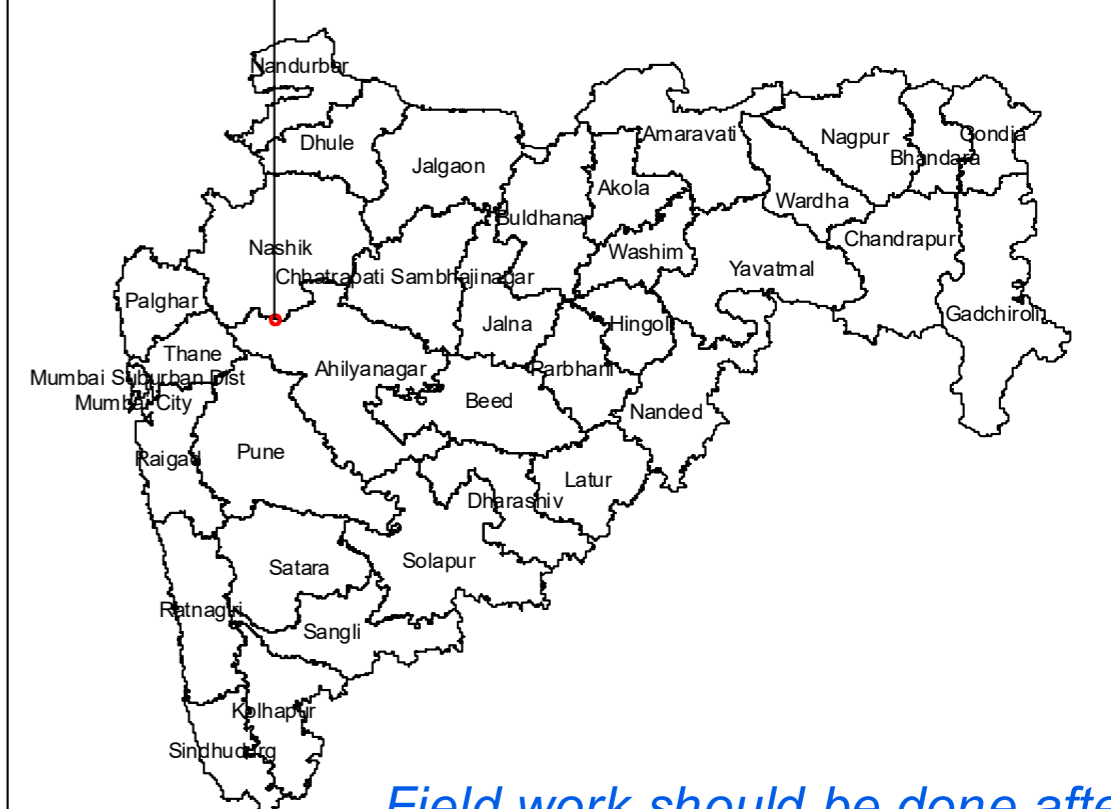 Nandurbar
Dhule
Jalgaon
Amaravati
Nagpur
Gondia
Bhandara
Akola
Buldhana
Wardha
Nashik
Washim
Chandrapur
Chhatrapati Sambhajinagar
Yavatmal
Palghar
Jalna
Hingoli
Gadchiroli
Thane
Ahilyanagar
Parbhani
Mumbai Suburban Dist
Mumbai City
Beed
Nanded
Raigad
Pune
Latur
Dharashiv
Satara
Solapur
Ratnagiri
Sangli
Kolhapur
Sindhudurg
Field work should be done afte